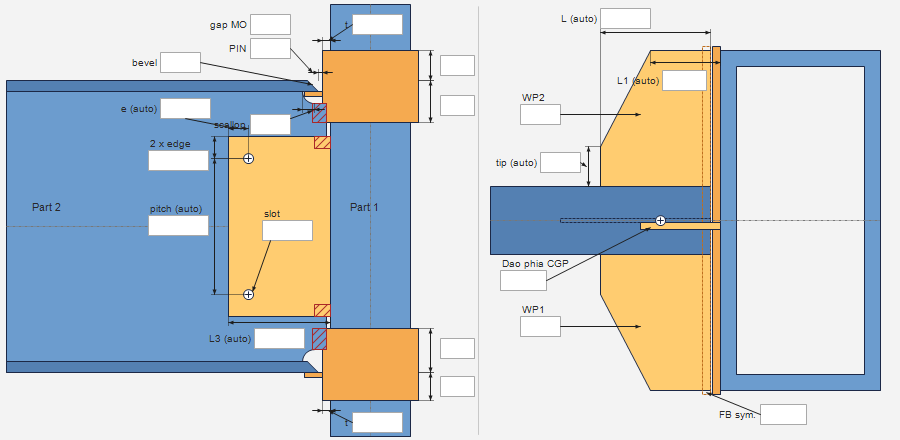 gap MO
t
PIN
bevel
e (auto)
scallop
2 x edge
pitch (auto)
slot
Part 2
Part 1
L3 (auto)
t
L (auto)
L1 (auto)
WP2
tip (auto)
Dao phia CGP
WP1
FB sym.